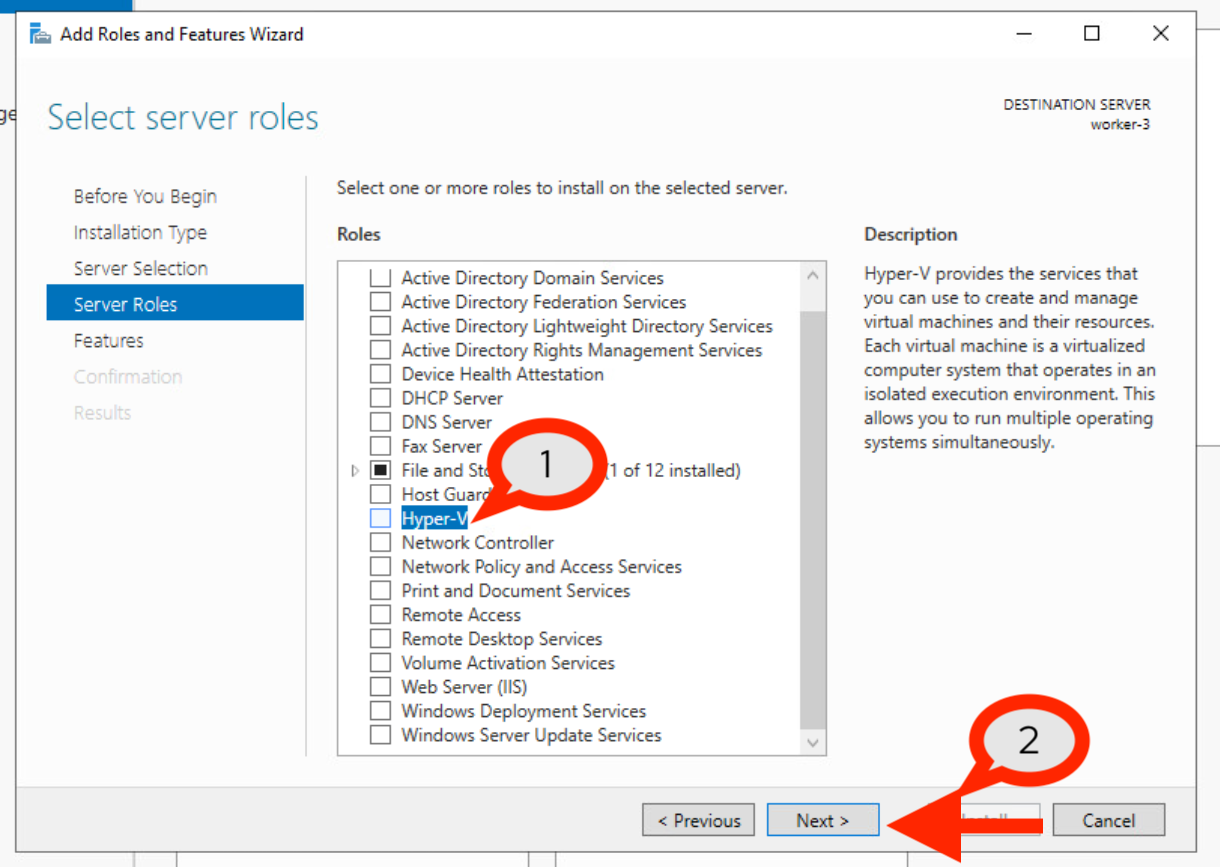 Add Roles and Features Wizard
ge
Select server roles
DESTINATION SERVER
worker-3
Before You Begin
Installation Type
Server Selection
Server Roles
Features
Confirmation
Results
Select one or more roles to install on the selected server.
Roles
Active Directory Domain Services
Active Directory Federation Services
Active Directory Lightweight Directory Services
Active Directory Rights Management Services
Device Health Attestation
DHCP Server
DNS Server
Fax Server
File and Sto (1 of 12 installed)
Host Guard
Hyper-V
Network Controller
Network Policy and Access Services
Print and Document Services
Remote Access
Remote Desktop Services
Volume Activation Services
Web Server (IIS)
Windows Deployment Services
Windows Server Update Services
1
Description
Hyper-V provides the services that
you can use to create and manage
virtual machines and their resources.
Each virtual machine is a virtualized
computer system that operates in an
isolated execution environment. This
allows you to run multiple operating
systems simultaneously.
2
< Previous
Next >
Cancel